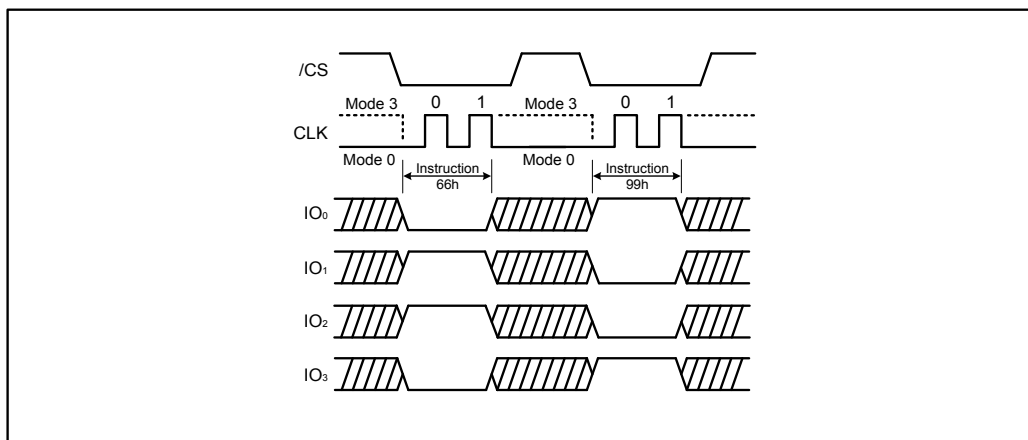 /CS
Mode 3 0 1 Mode 3 0 1
CLK
Mode 0 Mode 0
Instruction Instruction
66h 99h
IO₀
IO₁
IO₂
IO₃